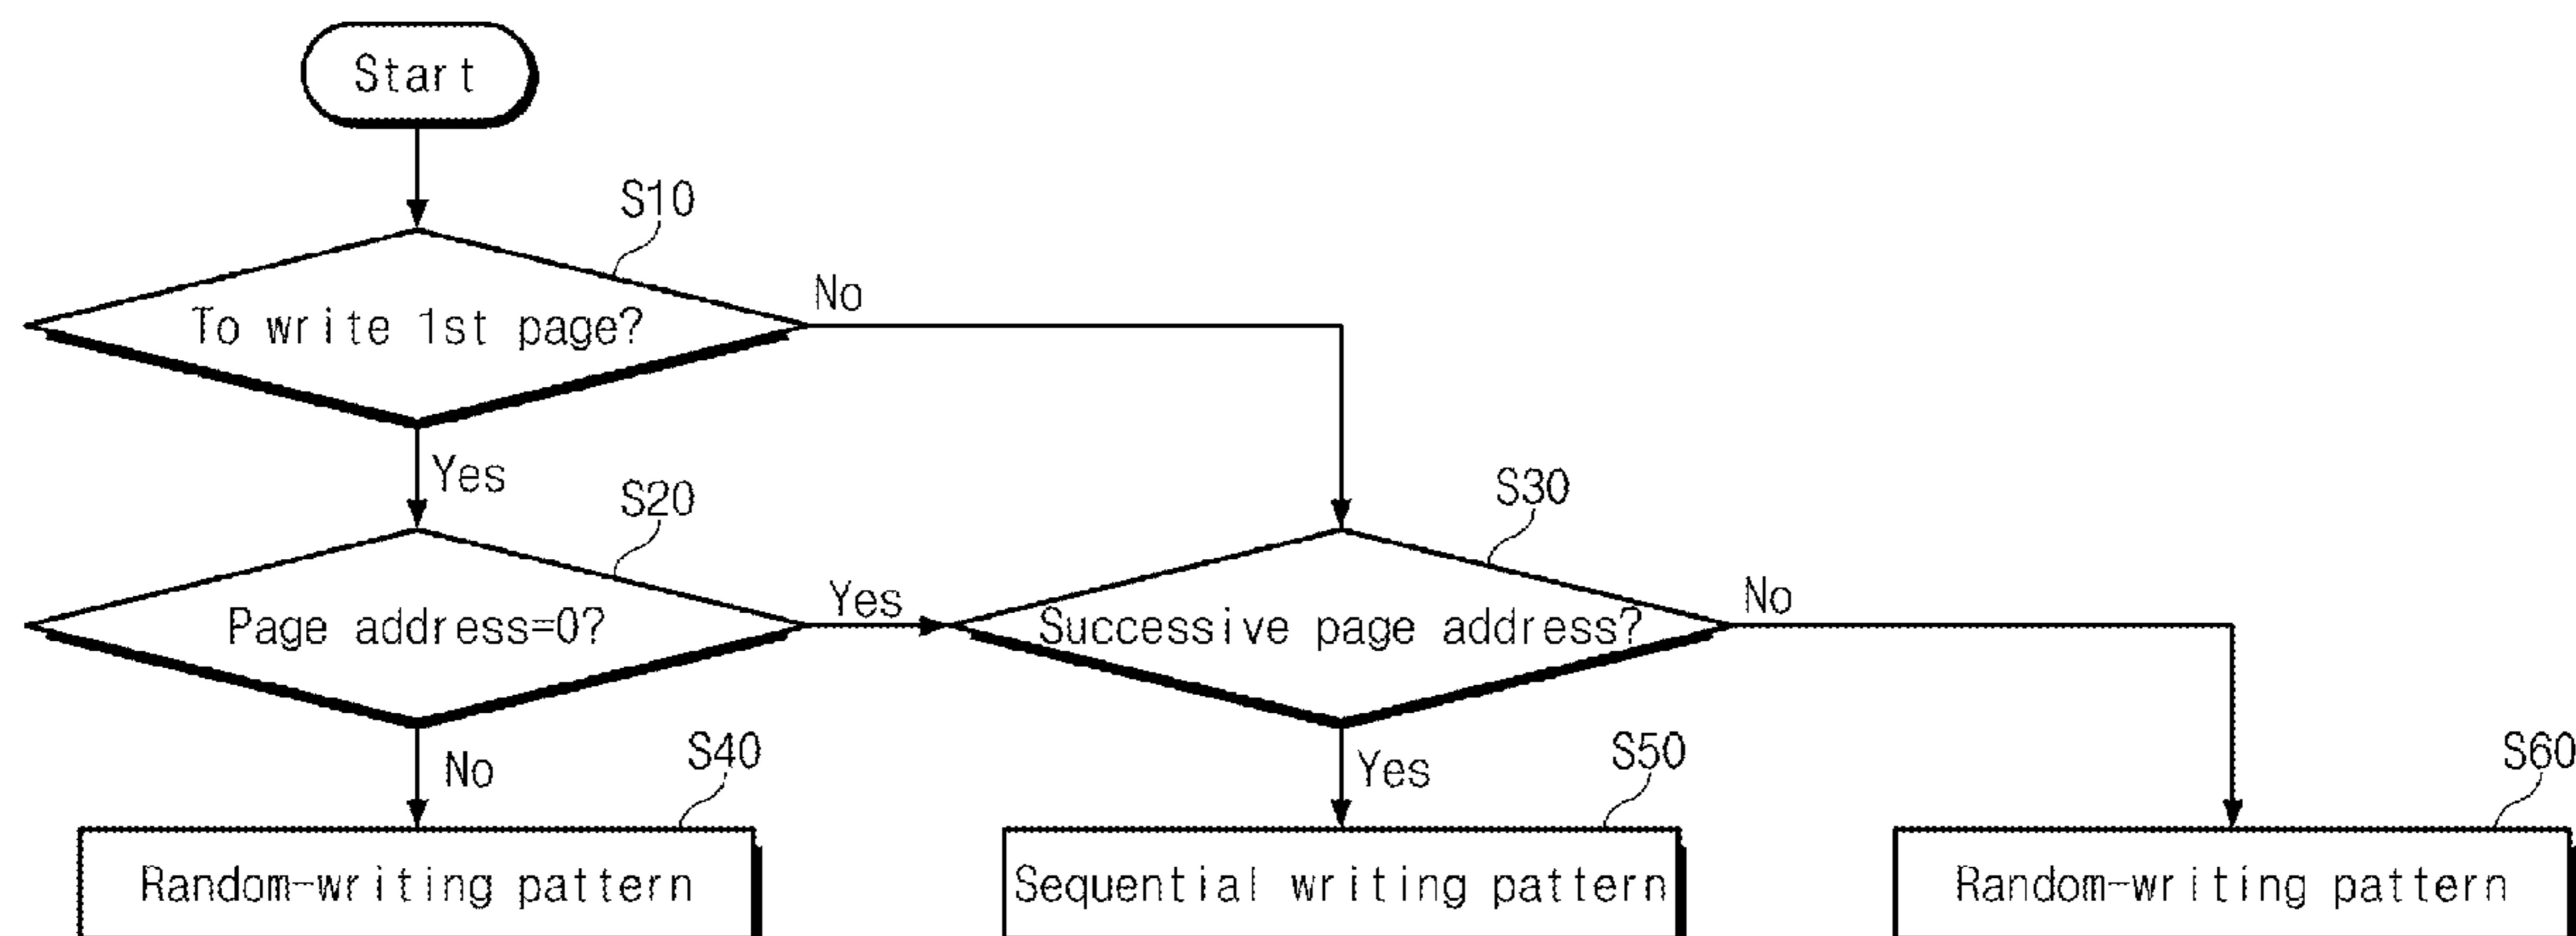 Start
S10
To write 1st page?
No
Yes
S20
S30
Page address=0?
Yes
Successive page address?
No
No
S40
Yes
S50
S60
Random-writing pattern
Sequential writing pattern
Random-writing pattern